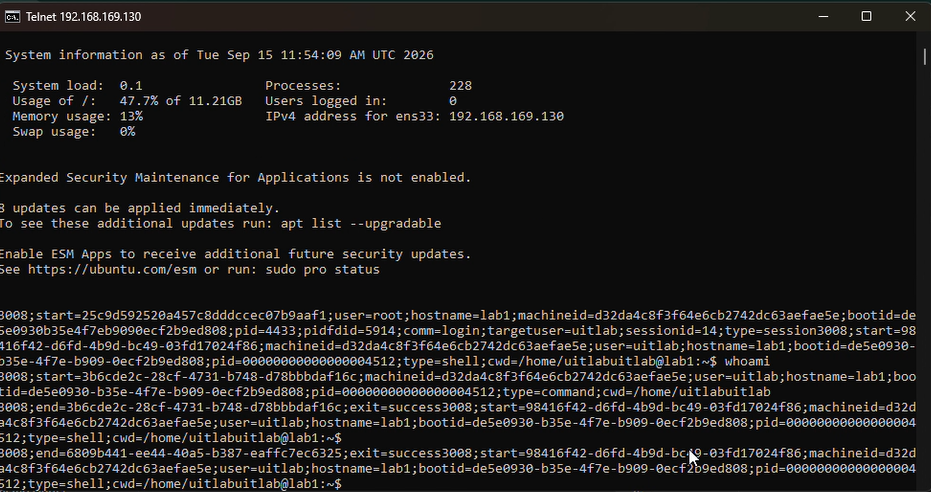 Telnet 192.168.169.130
System information as of Tue Sep 15 11:54:09 AM UTC 2026
System load: 0.1 Processes: 228
Usage of /: 47.7% of 11.21GB Users logged in: 0
Memory usage: 13% IPv4 address for ens33: 192.168.169.130
Swap usage: 0%
Expanded Security Maintenance for Applications is not enabled.
8 updates can be applied immediately.
To see these additional updates run: apt list --upgradable
Enable ESM Apps to receive additional future security updates.
See https://ubuntu.com/esm or run: sudo pro status
3008;start=25c9d592520a457c8dddccec07b9aaf1;user=root;hostname=lab1;machineid=d32da4c8f3f64e6cb2742dc63aefae5e;bootid=de
5e0930b35e4f7eb9090ecf2b9ed808;pid=4433;pidfdid=5914;comm=login;targetuser=uitlab;sessionid=14;type=session3008;start=98
416f42-d6fd-4b9d-bc49-03fd17024f86;machineid=d32da4c8f3f64e6cb2742dc63aefae5e;user=uitlab;hostname=lab1;bootid=de5e0930-
b35e-4f7e-b909-0ecf2b9ed808;pid=00000000000000004512;type=shell;cwd=/home/uitlabuitlab@lab1:~$ whoami
3008;start=3b6cde2c-28cf-4731-b748-d78bbbdaf16c;machineid=d32da4c8f3f64e6cb2742dc63aefae5e;user=uitlab;hostname=lab1;boo
tid=de5e0930-b35e-4f7e-b909-0ecf2b9ed808;pid=00000000000000004512;type=command;cwd=/home/uitlabuitlab
3008;end=3b6cde2c-28cf-4731-b748-d78bbbdaf16c;exit=success3008;start=98416f42-d6fd-4b9d-bc49-03fd17024f86;machineid=d32d
a4c8f3f64e6cb2742dc63aefae5e;user=uitlab;hostname=lab1;bootid=de5e0930-b35e-4f7e-b909-0ecf2b9ed808;pid=00000000000000004
512;type=shell;cwd=/home/uitlabuitlab@lab1:~$
3008;end=6809b441-ee44-40a5-b387-eaffc7ec6325;exit=success3008;start=98416f42-d6fd-4b9d-bc49-03fd17024f86;machineid=d32d
a4c8f3f64e6cb2742dc63aefae5e;user=uitlab;hostname=lab1;bootid=de5e0930-b35e-4f7e-b909-0ecf2b9ed808;pid=00000000000000004
512;type=shell;cwd=/home/uitlabuitlab@lab1:~$